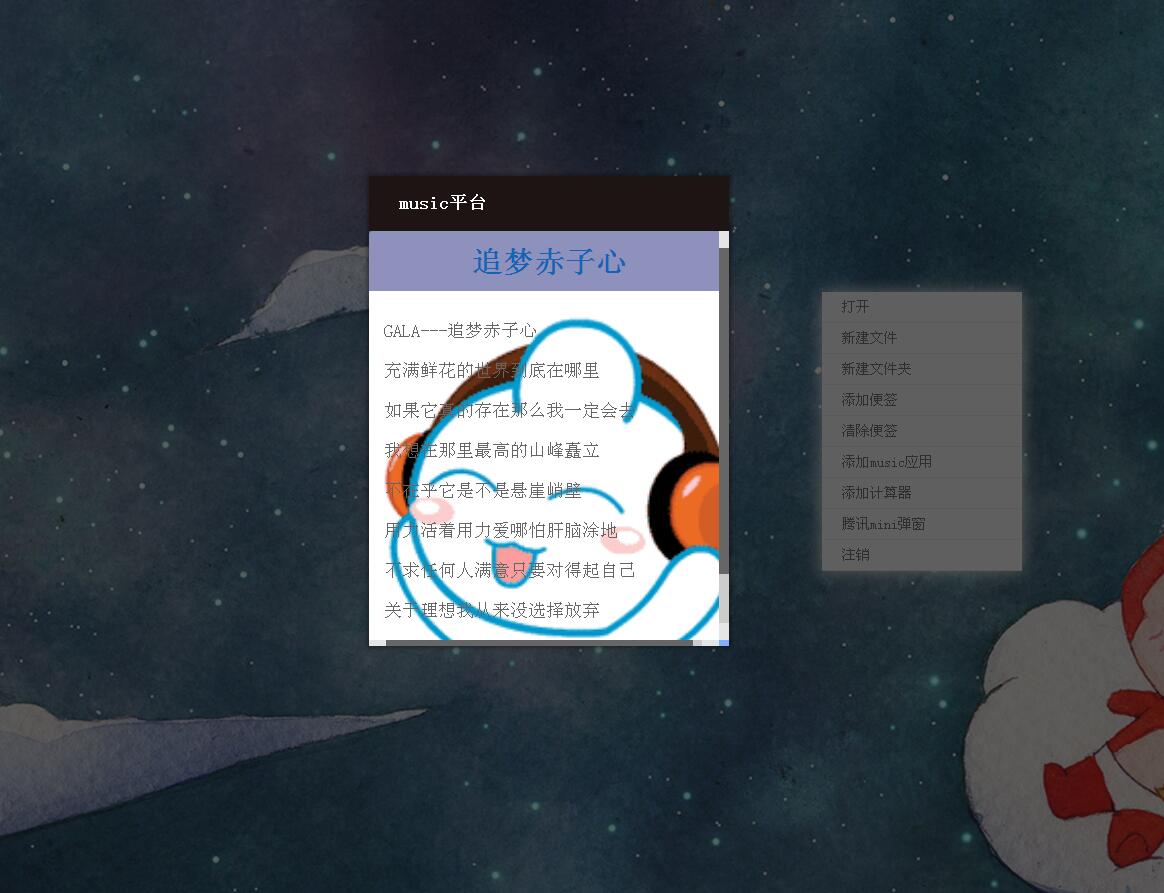 music平台
追梦赤子心
GALA---追梦赤子心
充满鲜花的世界到底在哪里
如果它真的存在那么我一定会去
我想在那里最高的山峰矗立
不在乎它是不是悬崖峭壁
用力活着用力爱哪怕肝脑涂地
不求任何人满意只要对得起自己
关于理想我从来没选择放弃
打开
新建文件
新建文件夹
添加便签
清除便签
添加music应用
添加计算器
腾讯mini弹窗
注销